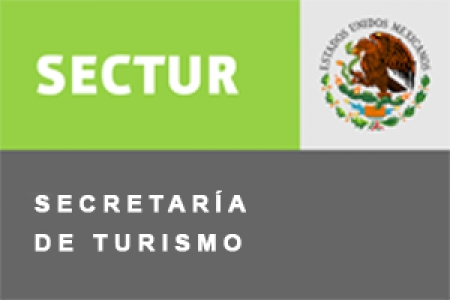 SECTUR
ESTADOS UNIDOS MEXICANOS
SECRETARÍA
DE TURISMO